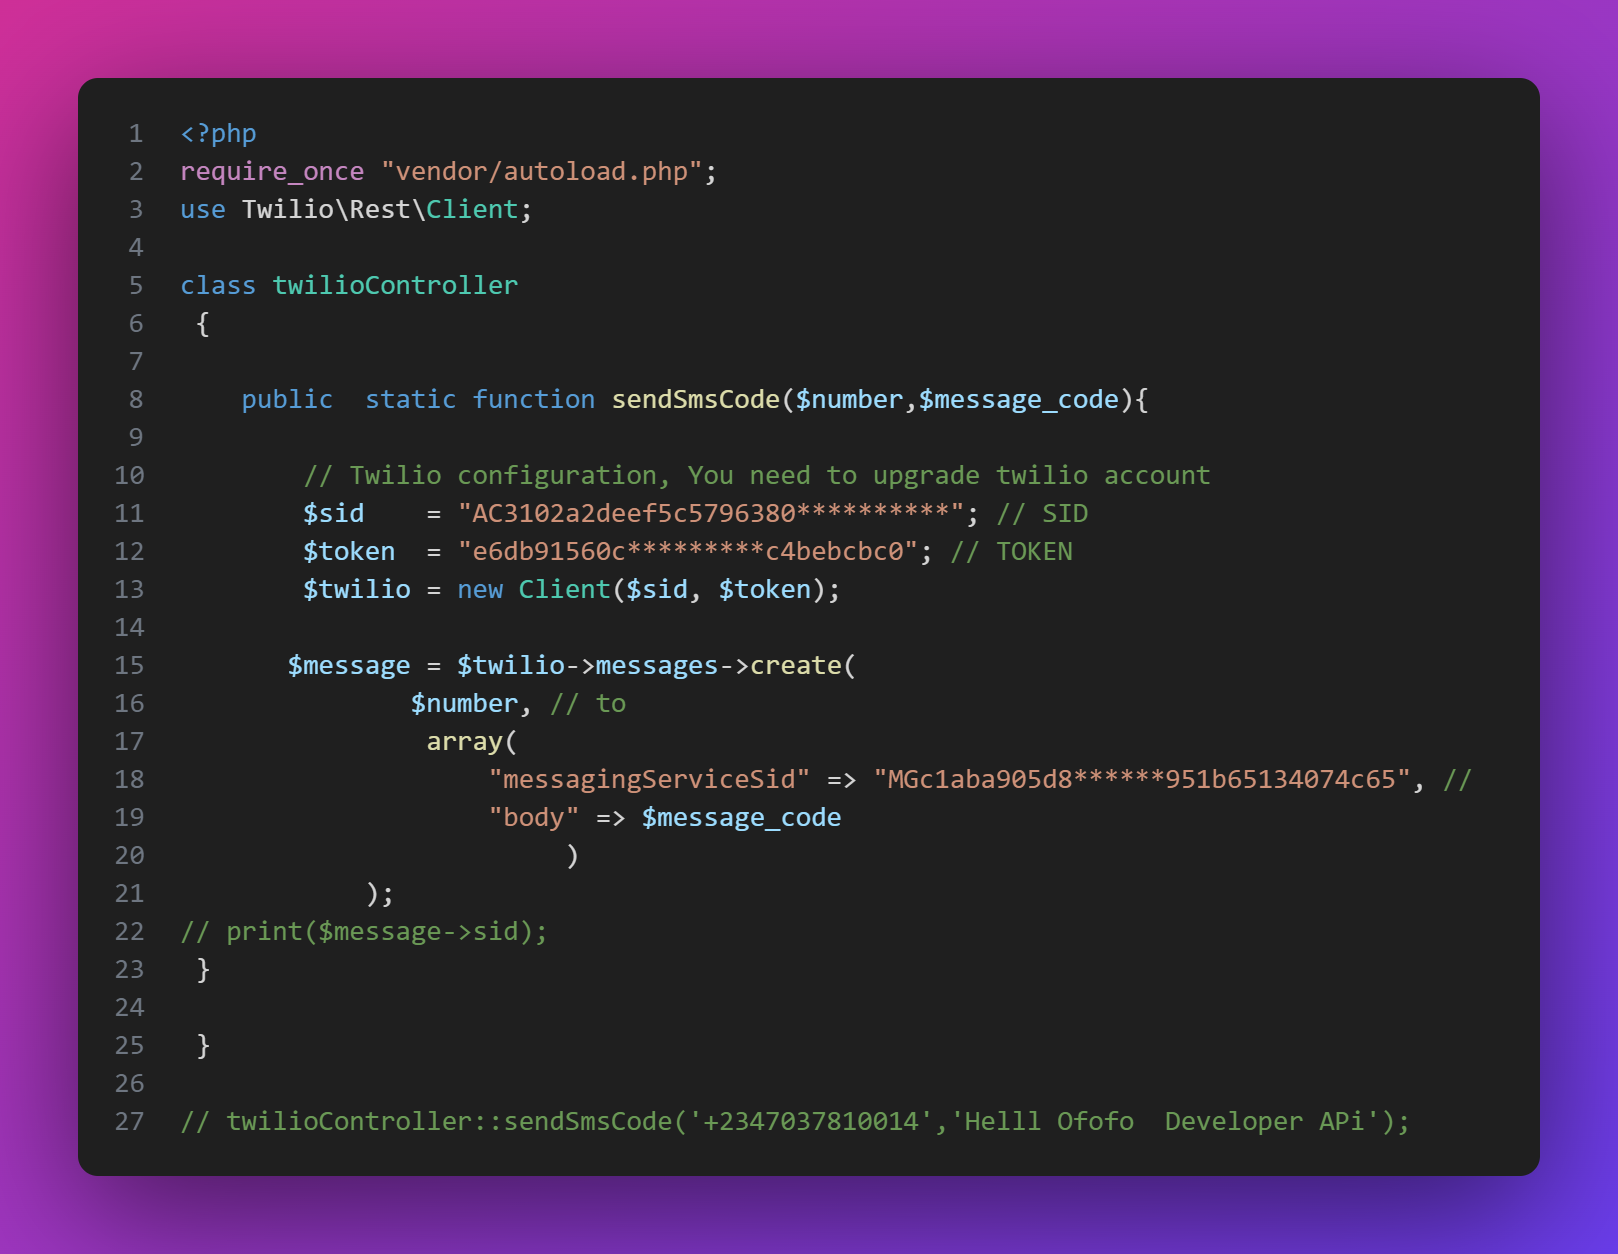 1 <?php
2 require_once "vendor/autoload.php";
3 use Twilio\Rest\Client;
4
5 class twilioController
6 {
7
8 public  static function sendSmsCode($number,$message_code){
9
10 // Twilio configuration, You need to upgrade twilio account
11 $sid    = "AC3102a2deef5c5796380**********"; // SID
12 $token  = "e6db91560c*********c4bebcbc0"; // TOKEN
13 $twilio = new Client($sid, $token);
14
15 $message = $twilio->messages->create(
16 $number, // to
17 array(
18 "messagingServiceSid" => "MGc1aba905d8******951b65134074c65", //
19 "body" => $message_code
20 )
21 );
22 // print($message->sid);
23 }
24
25 }
26
27 // twilioController::sendSmsCode('+2347037810014','Helll Ofofo  Developer APi');